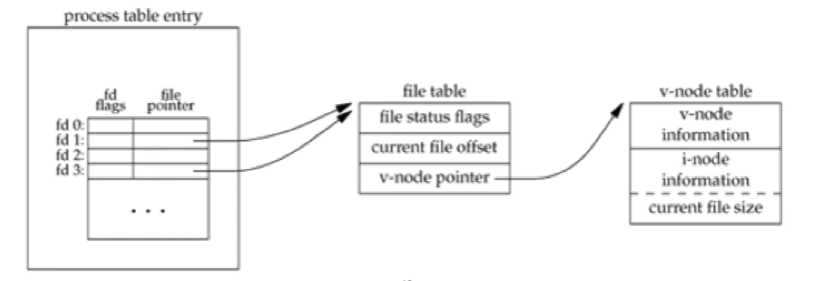 process table entry
fd
flags
file
pointer
fd 0:
fd 1:
fd 2:
fd 3:
. . .
file table
file status flags
current file offset
v-node pointer
v-node table
v-node
information
i-node
information
current file size